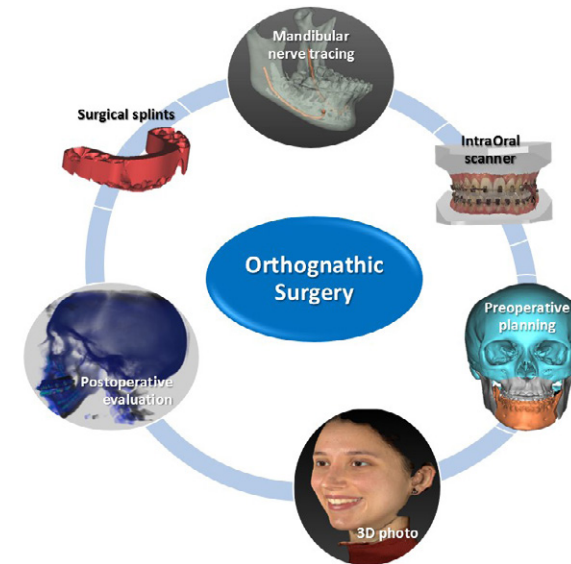 Mandibular
nerve tracing
Surgical splints
IntraOral
scanner
Orthognathic
Surgery
Preoperative
planning
Postoperative
evaluation
3D photo